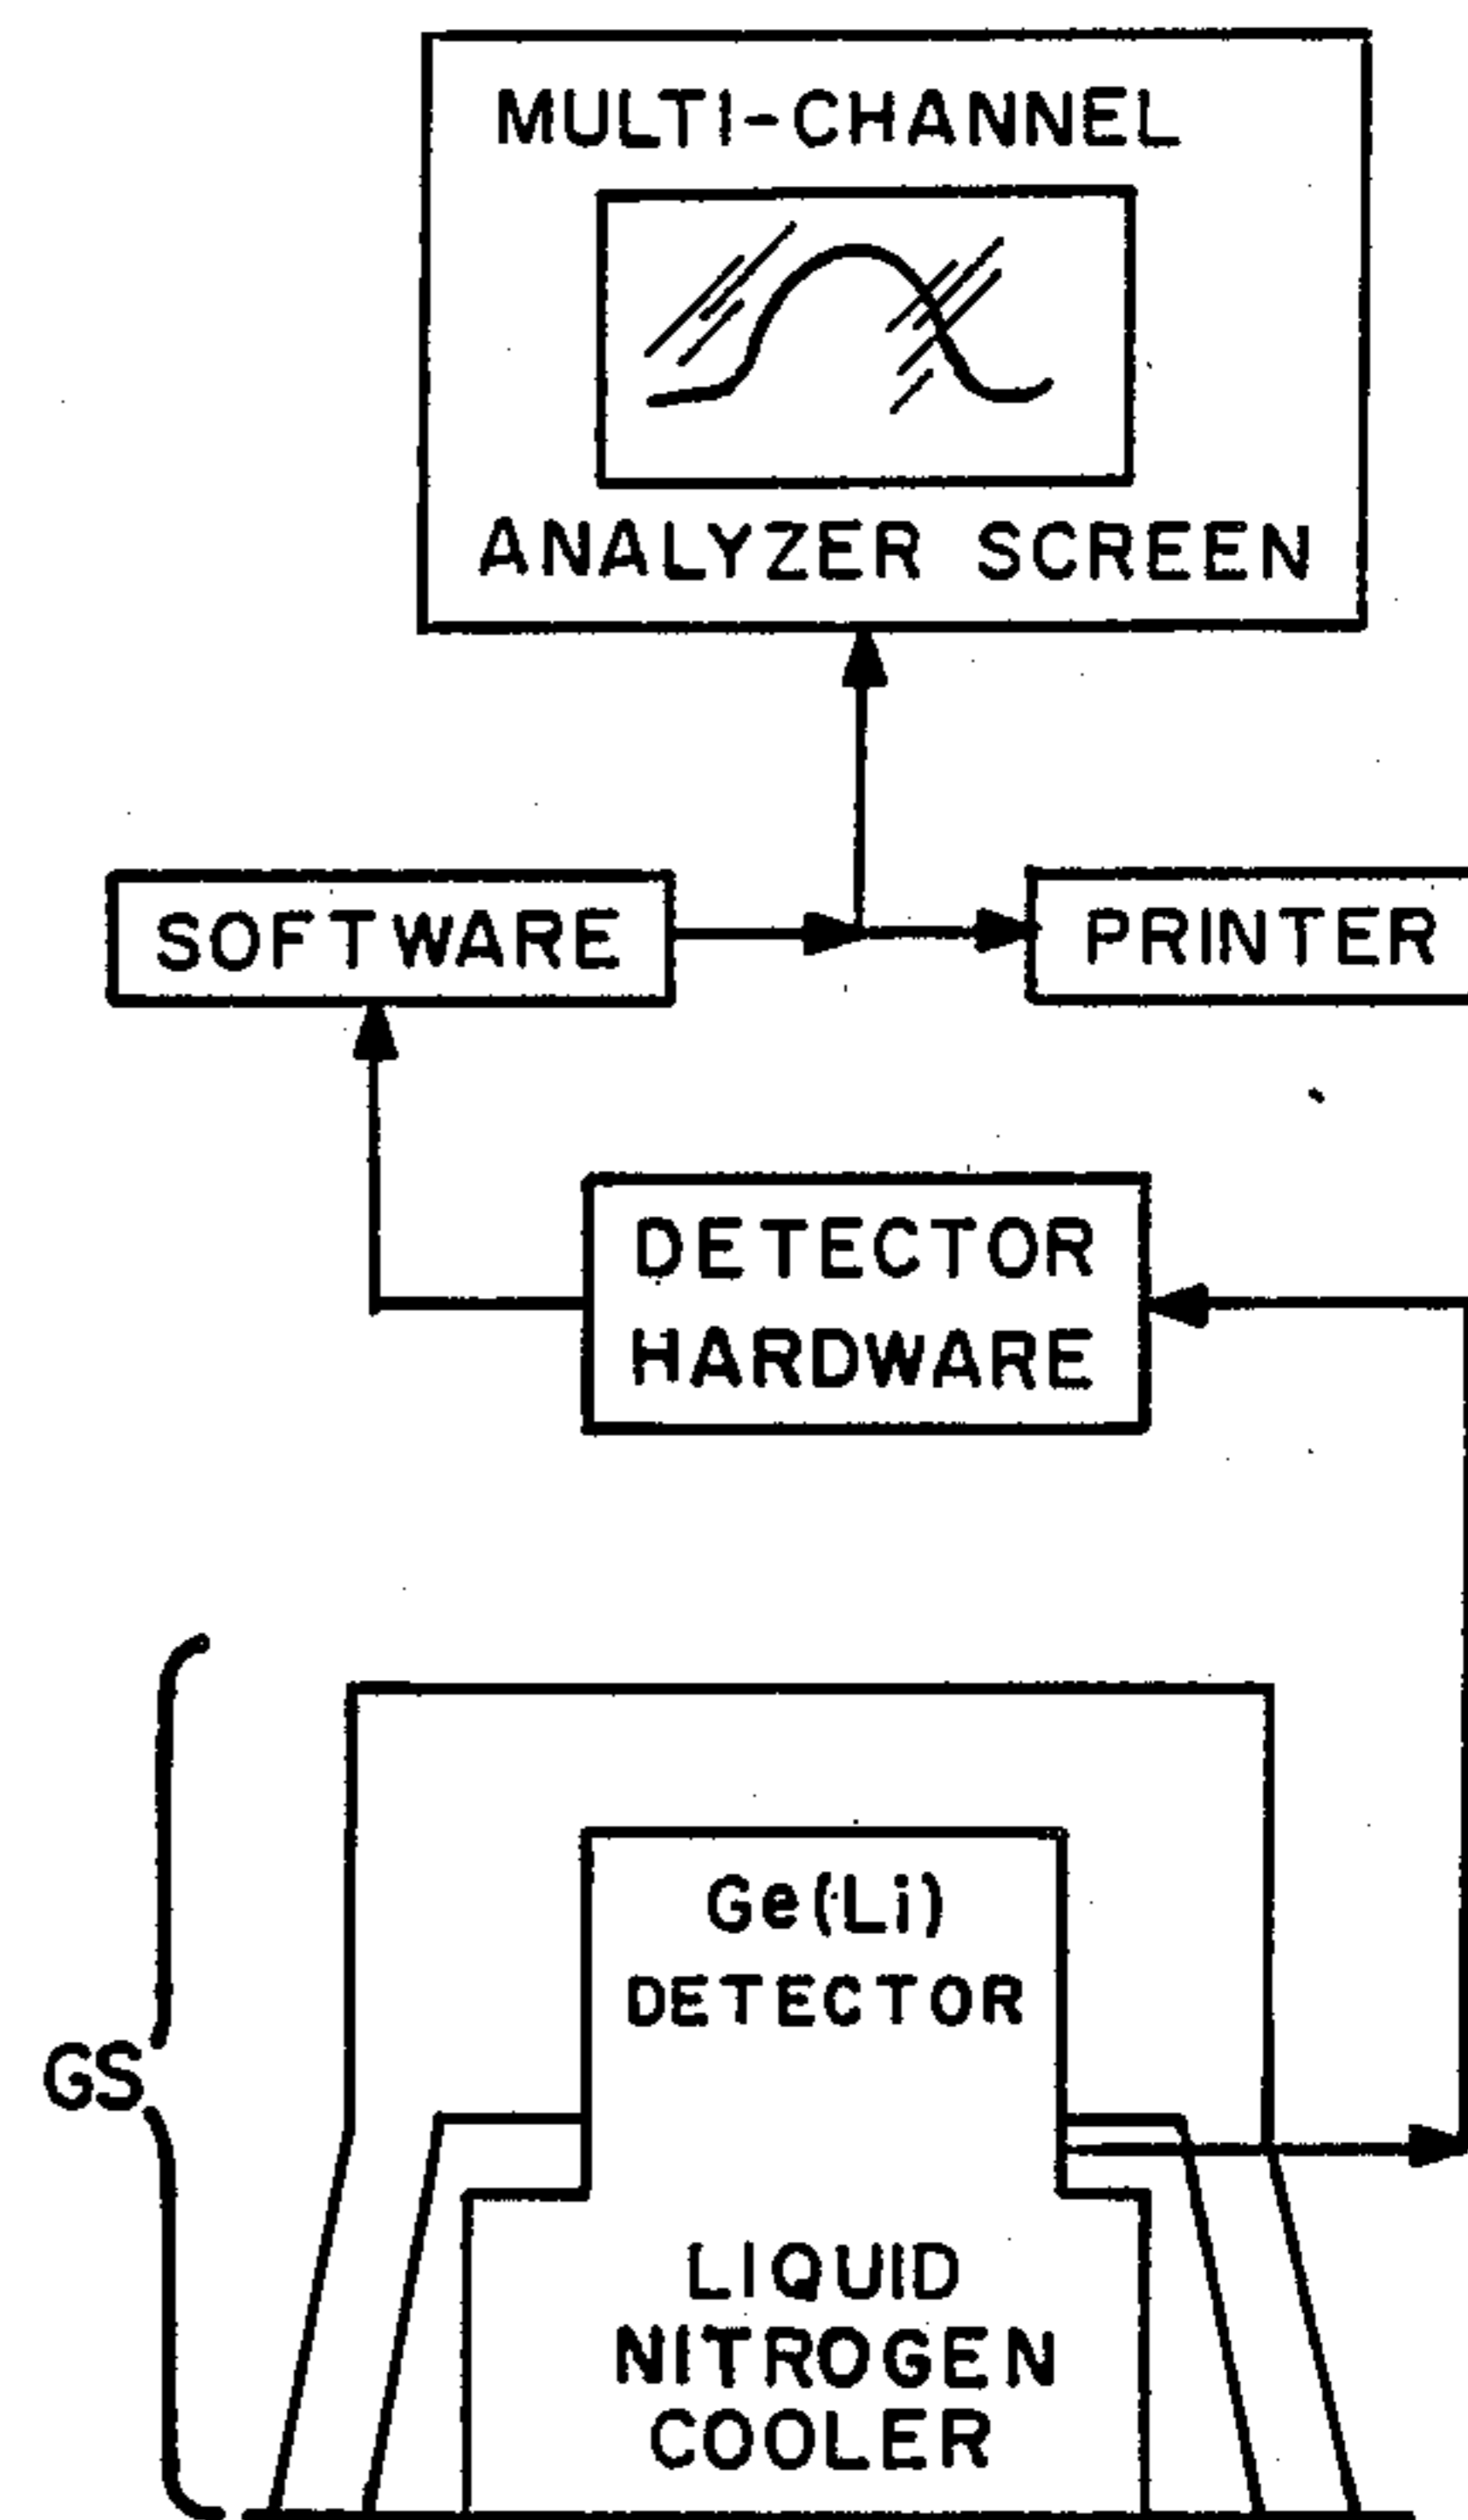 MULTI-CHANNEL
ANALYZER SCREEN
SOFTWARE
PRINTER
DETECTOR
HARDWARE
Ge(Li)
DETECTOR
GS
LIQUID
NITROGEN
COOLER